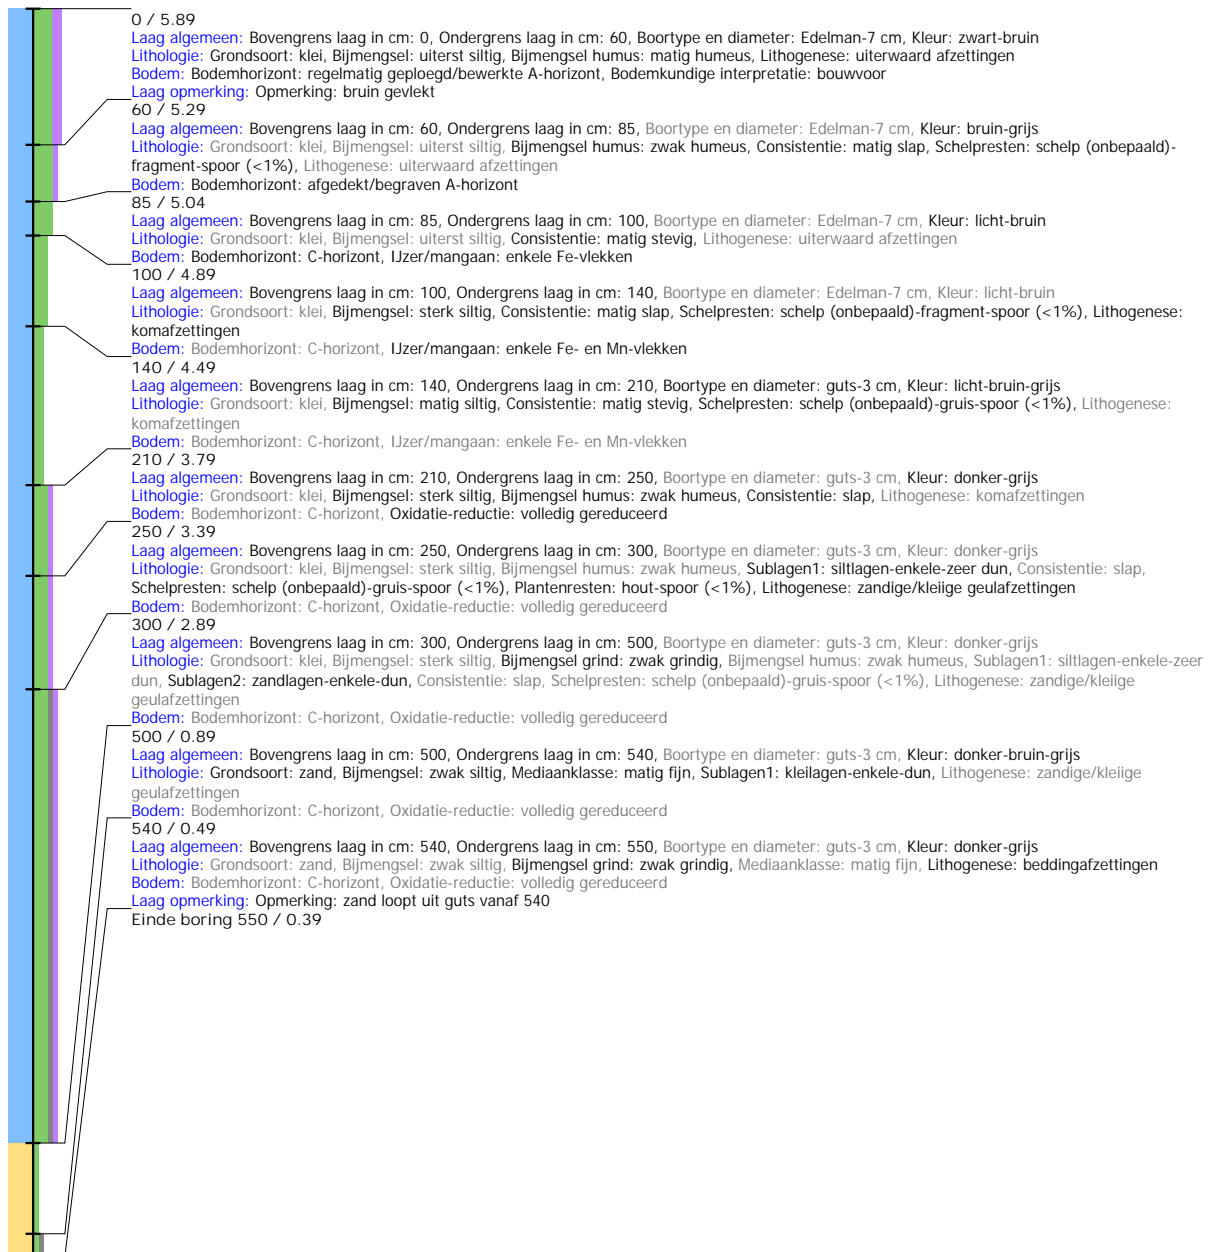 0 / 5.89
Laag algemeen: Bovengrens laag in cm: 0, Ondergrens laag in cm: 60, Boortype en diameter: Edelman-7 cm, Kleur: zwart-bruin
Lithologie: Grondsoort: klei, Bijmengsel: uiterst siltig, Bijmengsel humus: matig humeus, Lithogenese: uiterwaard afzettingen
Bodem: Bodemhorizont: regelmatig geploegd/bewerkte A-horizont, Bodemkundige interpretatie: bouwvoor
Laag opmerking: Opmerking: bruin gevlekt
60 / 5.29
Laag algemeen: Bovengrens laag in cm: 60, Ondergrens laag in cm: 85, Boortype en diameter: Edelman-7 cm, Kleur: bruin-grijs
Lithologie: Grondsoort: klei, Bijmengsel: uiterst siltig, Bijmengsel humus: zwak humeus, Consistentie: matig slap, Schelpresten: schelp (onbepaald)-
fragment-spoor (<1%), Lithogenese: uiterwaard afzettingen
Bodem: Bodemhorizont: afgedekt/begraven A-horizont
85 / 5.04
Laag algemeen: Bovengrens laag in cm: 85, Ondergrens laag in cm: 100, Boortype en diameter: Edelman-7 cm, Kleur: licht-bruin
Lithologie: Grondsoort: klei, Bijmengsel: uiterst siltig, Consistentie: matig stevig, Lithogenese: uiterwaard afzettingen
Bodem: Bodemhorizont: C-horizont, IJzer/mangaan: enkele Fe-vlekken
100 / 4.89
Laag algemeen: Bovengrens laag in cm: 100, Ondergrens laag in cm: 140, Boortype en diameter: Edelman-7 cm, Kleur: licht-bruin
Lithologie: Grondsoort: klei, Bijmengsel: sterk siltig, Consistentie: matig slap, Schelpresten: schelp (onbepaald)-fragment-spoor (<1%), Lithogenese:
komafzettingen
Bodem: Bodemhorizont: C-horizont, IJzer/mangaan: enkele Fe- en Mn-vlekken
140 / 4.49
Laag algemeen: Bovengrens laag in cm: 140, Ondergrens laag in cm: 210, Boortype en diameter: guts-3 cm, Kleur: licht-bruin-grijs
Lithologie: Grondsoort: klei, Bijmengsel: matig siltig, Consistentie: matig stevig, Schelpresten: schelp (onbepaald)-gruis-spoor (<1%), Lithogenese:
komafzettingen
Bodem: Bodemhorizont: C-horizont, IJzer/mangaan: enkele Fe- en Mn-vlekken
210 / 3.79
Laag algemeen: Bovengrens laag in cm: 210, Ondergrens laag in cm: 250, Boortype en diameter: guts-3 cm, Kleur: donker-grijs
Lithologie: Grondsoort: klei, Bijmengsel: sterk siltig, Bijmengsel humus: zwak humeus, Consistentie: slap, Lithogenese: komafzettingen
Bodem: Bodemhorizont: C-horizont, Oxidatie-reductie: volledig gereduceerd
250 / 3.39
Laag algemeen: Bovengrens laag in cm: 250, Ondergrens laag in cm: 300, Boortype en diameter: guts-3 cm, Kleur: donker-grijs
Lithologie: Grondsoort: klei, Bijmengsel: sterk siltig, Bijmengsel humus: zwak humeus, Sublagen1: siltlagen-enkele-zeer dun, Consistentie: slap,
Schelpresten: schelp (onbepaald)-gruis-spoor (<1%), Plantenresten: hout-spoor (<1%), Lithogenese: zandige/kleiige geulafzettingen
Bodem: Bodemhorizont: C-horizont, Oxidatie-reductie: volledig gereduceerd
300 / 2.89
Laag algemeen: Bovengrens laag in cm: 300, Ondergrens laag in cm: 500, Boortype en diameter: guts-3 cm, Kleur: donker-grijs
Lithologie: Grondsoort: klei, Bijmengsel: sterk siltig, Bijmengsel grind: zwak grindig, Bijmengsel humus: zwak humeus, Sublagen1: siltlagen-enkele-zeer
dun, Sublagen2: zandlagen-enkele-dun, Consistentie: slap, Schelpresten: schelp (onbepaald)-gruis-spoor (<1%), Lithogenese: zandige/kleiige
geulafzettingen
Bodem: Bodemhorizont: C-horizont, Oxidatie-reductie: volledig gereduceerd
500 / 0.89
Laag algemeen: Bovengrens laag in cm: 500, Ondergrens laag in cm: 540, Boortype en diameter: guts-3 cm, Kleur: donker-bruin-grijs
Lithologie: Grondsoort: zand, Bijmengsel: zwak siltig, Mediaanklasse: matig fijn, Sublagen1: kleilagen-enkele-dun, Lithogenese: zandige/kleiige
geulafzettingen
Bodem: Bodemhorizont: C-horizont, Oxidatie-reductie: volledig gereduceerd
540 / 0.49
Laag algemeen: Bovengrens laag in cm: 540, Ondergrens laag in cm: 550, Boortype en diameter: guts-3 cm, Kleur: donker-grijs
Lithologie: Grondsoort: zand, Bijmengsel: zwak siltig, Bijmengsel grind: zwak grindig, Mediaanklasse: matig fijn, Lithogenese: beddingafzettingen
Bodem: Bodemhorizont: C-horizont, Oxidatie-reductie: volledig gereduceerd
Laag opmerking: Opmerking: zand loopt uit guts vanaf 540
Einde boring 550 / 0.39